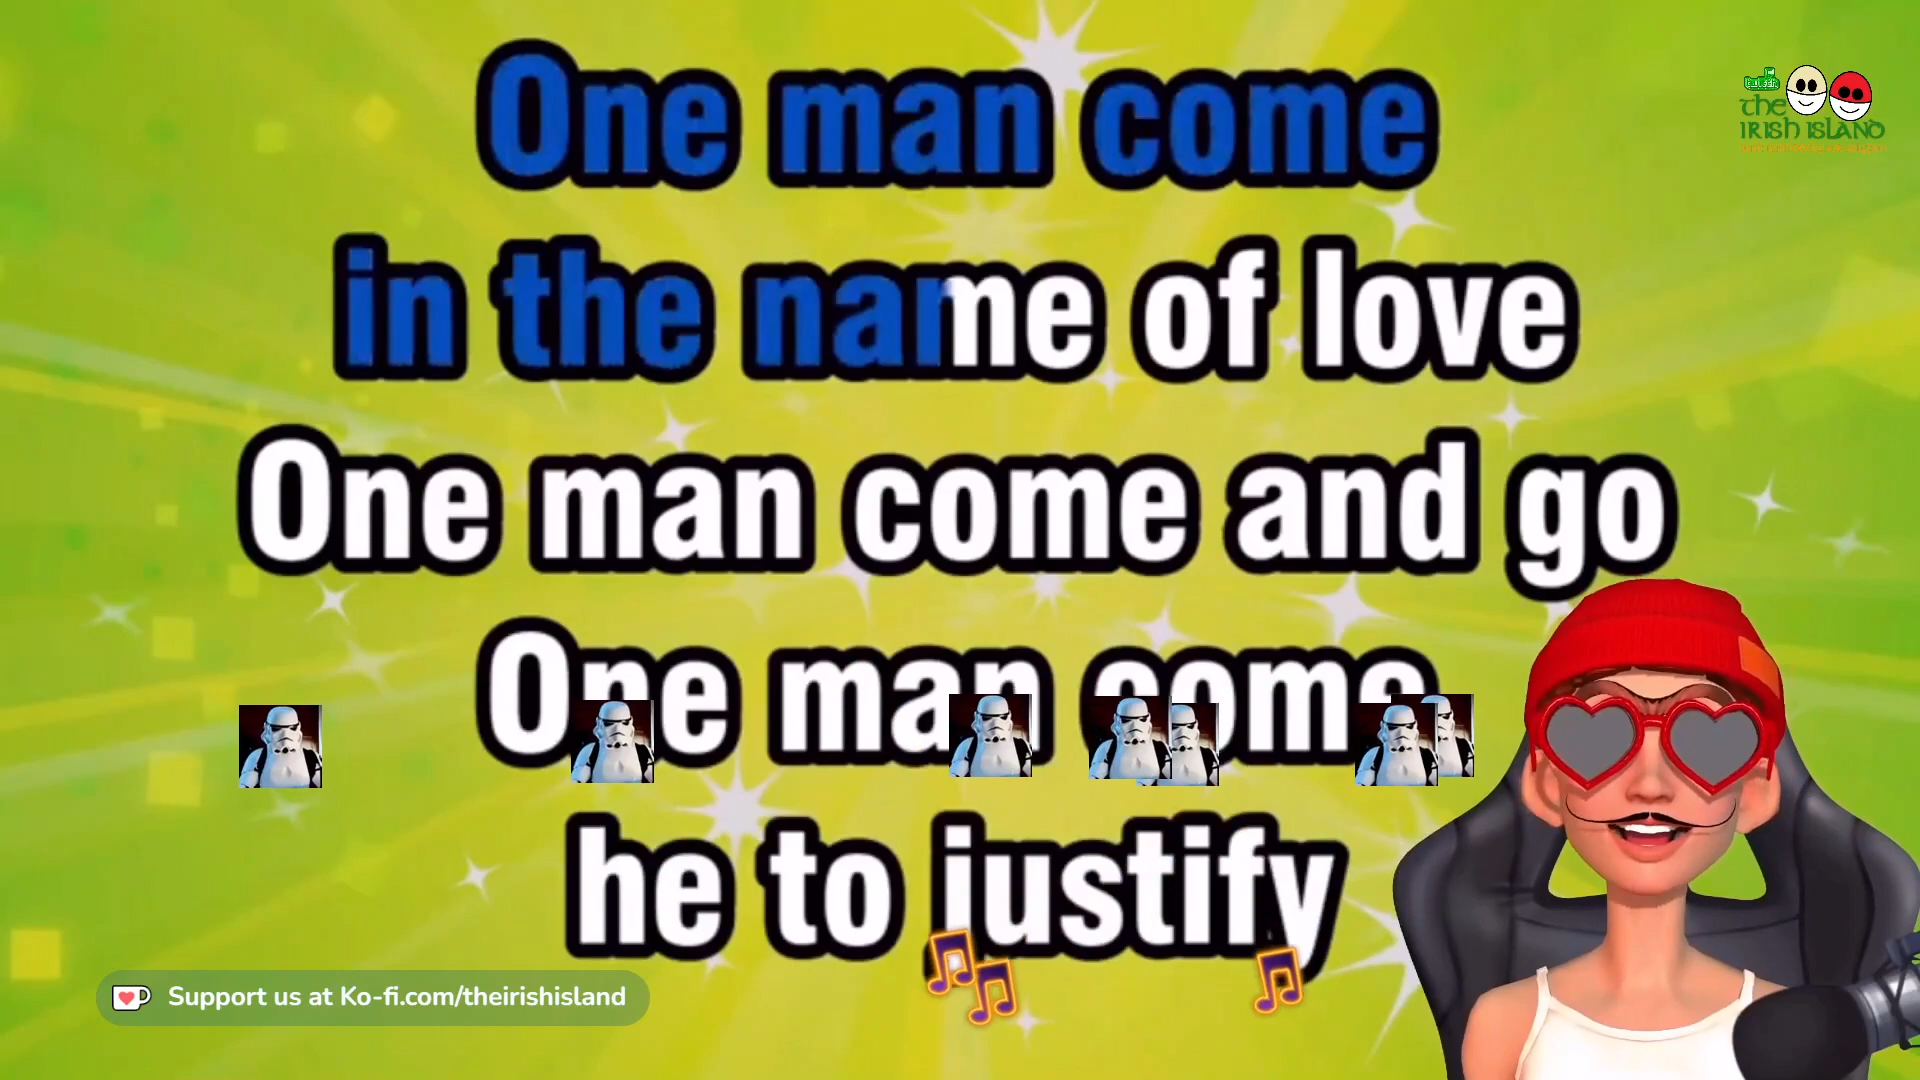 One man come
in the name of love
One man come and go
One man come
he to justify
the
IRISH ISLAND
Support us at Ko-fi.com/theirishisland